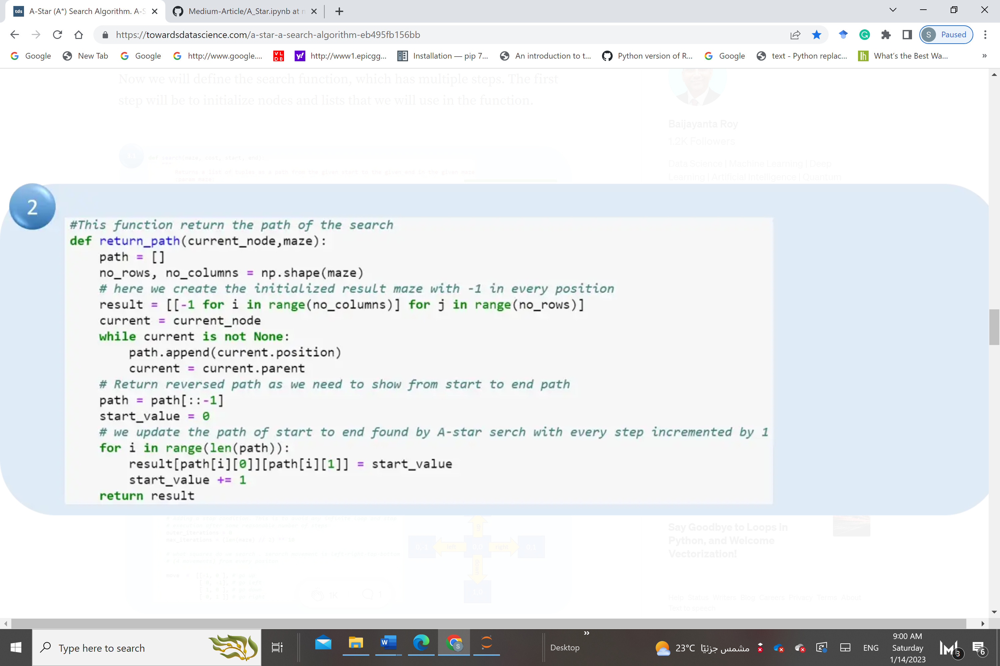 tds A-Star (A*) Search Algorithm. A-S
Medium-Article/A_Star.ipynb at m
https://towardsdatascience.com/a-star-a-search-algorithm-eb495fb156bb
S Paused
Google New Tab Google http://www.google.... VL DB y! http://www1.epicgg... Installation — pip 7... An introduction to t... Python version of R... Google text - Python replac... lh What's the Best Wa... »
Now we will define the search function, which has multiple steps. The first
step will be to initialize nodes and lists that we will use in the function.
Baijayanta Roy
1.2K Followers
Data Science | Machine Learning | Deep
Learning | Artificial Intelligence | Quantum
3.1 def search(maze, cost, start, end):
Returns a list of tuples as a path from the given start to the given end in the given maze
:param maze:
2
#This function return the path of the search
def return_path(current_node,maze):
    path = []
    no_rows, no_columns = np.shape(maze)
    # here we create the initialized result maze with -1 in every position
    result = [[-1 for i in range(no_columns)] for j in range(no_rows)]
    current = current_node
    while current is not None:
        path.append(current.position)
        current = current.parent
    # Return reversed path as we need to show from start to end path
    path = path[::-1]
    start_value = 0
    # we update the path of start to end found by A-star serch with every step incremented by 1
    for i in range(len(path)):
        result[path[i][0]][path[i][1]] = start_value
        start_value += 1
    return result
# Adding a stop condition. This is to avoid any infinite loop and stop
# execution after some reasonable number of steps
outer_iterations = 0
max_iterations = (len(maze) // 2) ** 10
# what squares do we search . serarch movement is left-right-top-bottom
# (4 movements) from every positon
move = [[-1, 0 ], # go up
[ 0, -1], # go left
[ 1, 0 ], # go down
[ 0, 1 ]] # go right
up
0,-1 left 0,0 right 0,1
down
1,0
1K 1
Say Goodbye to Loops in
Python, and Welcome
Vectorization!
Help Status Writers Blog Careers Privacy Terms About
Text to speech
Type here to search
W
S
Desktop
»
23°C مشمس جزئيًا
ENG
9:00 AM
Saturday
1/14/2023
3
6